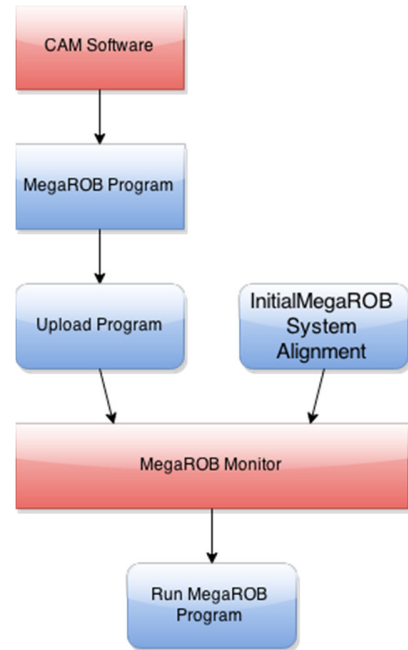 CAM Software
MegaROB Program
Upload Program
InitialMegaROB
System
Alignment
MegaROB Monitor
Run MegaROB
Program